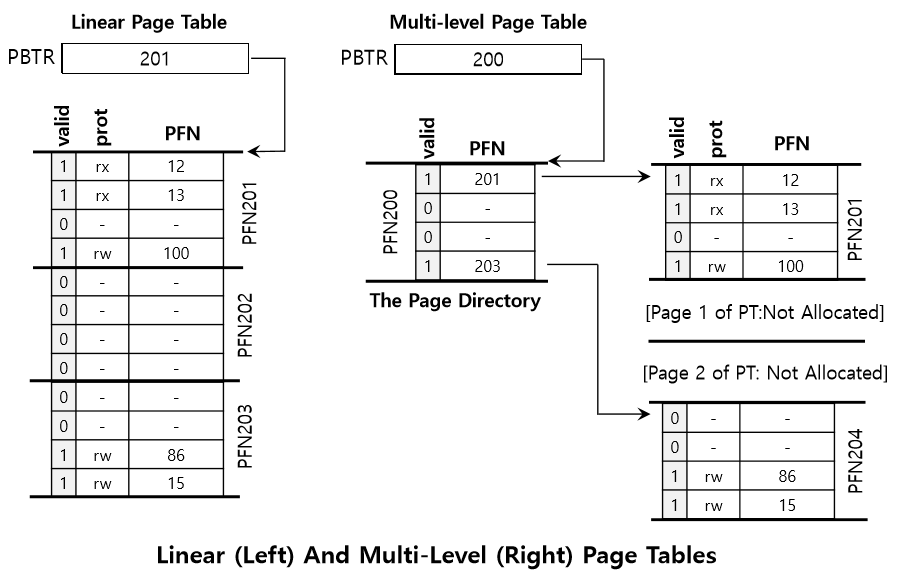 Linear Page Table
PBTR 201
valid prot PFN
1 rx 12
1 rx 13
0 - -
1 rw 100
PFN201
0 - -
0 - -
0 - -
0 - -
PFN202
0 - -
0 - -
1 rw 86
1 rw 15
PFN203
Multi-level Page Table
PBTR 200
valid PFN
1 201
0 -
0 -
1 203
PFN200
The Page Directory
valid prot PFN
1 rx 12
1 rx 13
0 - -
1 rw 100
PFN201
[Page 1 of PT:Not Allocated]
[Page 2 of PT: Not Allocated]
0 - -
0 - -
1 rw 86
1 rw 15
PFN204
Linear (Left) And Multi-Level (Right) Page Tables